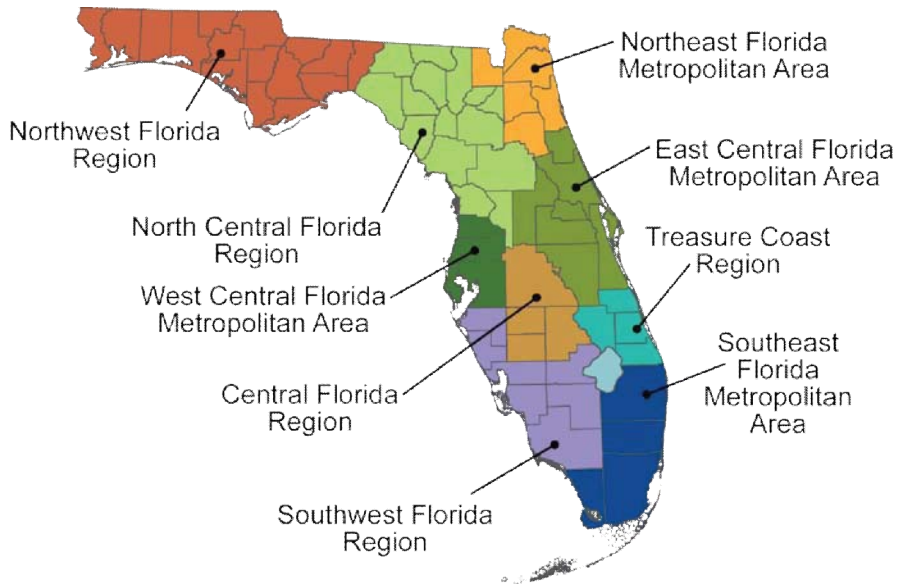 Northeast Florida
Metropolitan Area
Northwest Florida
Region
East Central Florida
Metropolitan Area
North Central Florida
Region
Treasure Coast
Region
West Central Florida
Metropolitan Area
Southeast
Florida
Metropolitan
Area
Central Florida
Region
Southwest Florida
Region